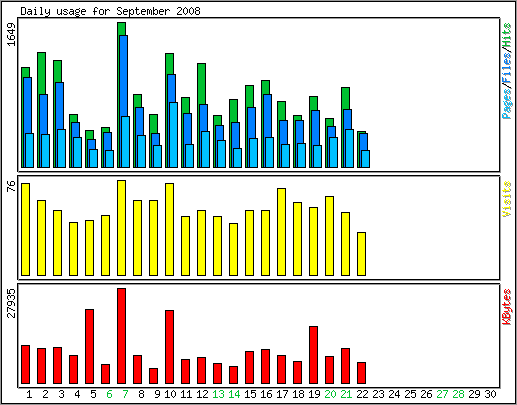 Daily usage for September 2008
1649
Pages/Files/Hits
76
Visits
27935
KBytes
1 2 3 4 5 6 7 8 9 10 11 12 13 14 15 16 17 18 19 20 21 22 23 24 25 26 27 28 29 30